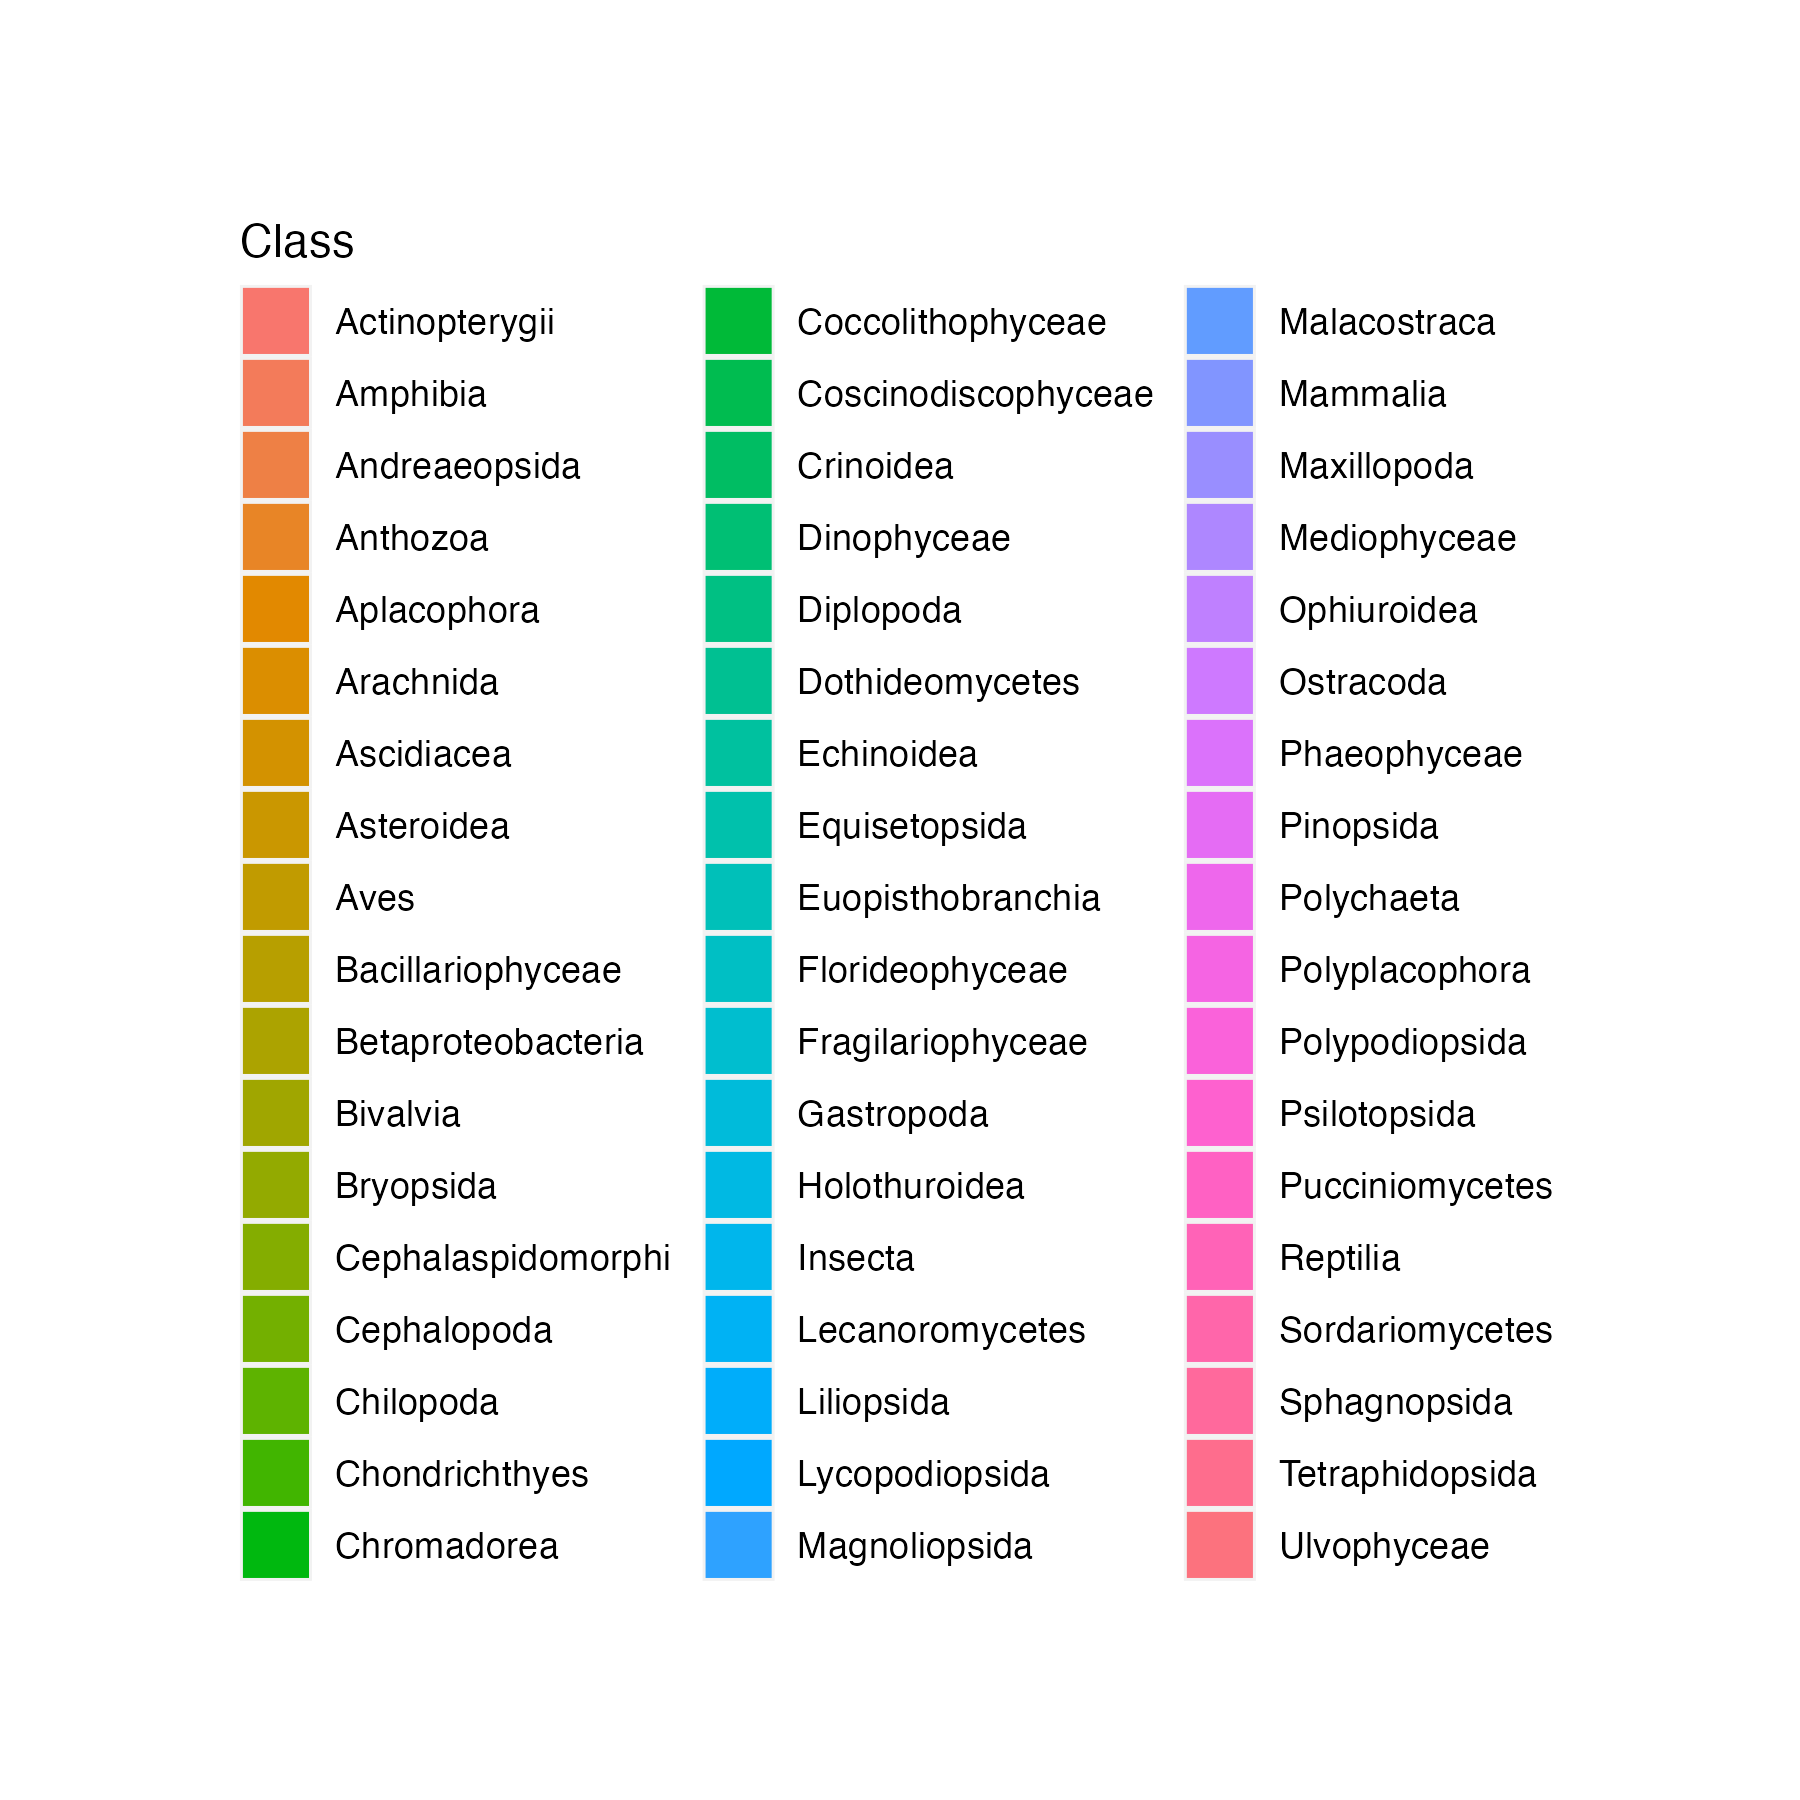 Class
Actinopterygii
Amphibia
Andreaeopsida
Anthozoa
Aplacophora
Arachnida
Ascidiacea
Asteroidea
Aves
Bacillariophyceae
Betaproteobacteria
Bivalvia
Bryopsida
Cephalaspidomorphi
Cephalopoda
Chilopoda
Chondrichthyes
Chromadorea
Coccolithophyceae
Coscinodiscophyceae
Crinoidea
Dinophyceae
Diplopoda
Dothideomycetes
Echinoidea
Equisetopsida
Euopisthobranchia
Florideophyceae
Fragilariophyceae
Gastropoda
Holothuroidea
Insecta
Lecanoromycetes
Liliopsida
Lycopodiopsida
Magnoliopsida
Malacostraca
Mammalia
Maxillopoda
Mediophyceae
Ophiuroidea
Ostracoda
Phaeophyceae
Pinopsida
Polychaeta
Polyplacophora
Polypodiopsida
Psilotopsida
Pucciniomycetes
Reptilia
Sordariomycetes
Sphagnopsida
Tetraphidopsida
Ulvophyceae